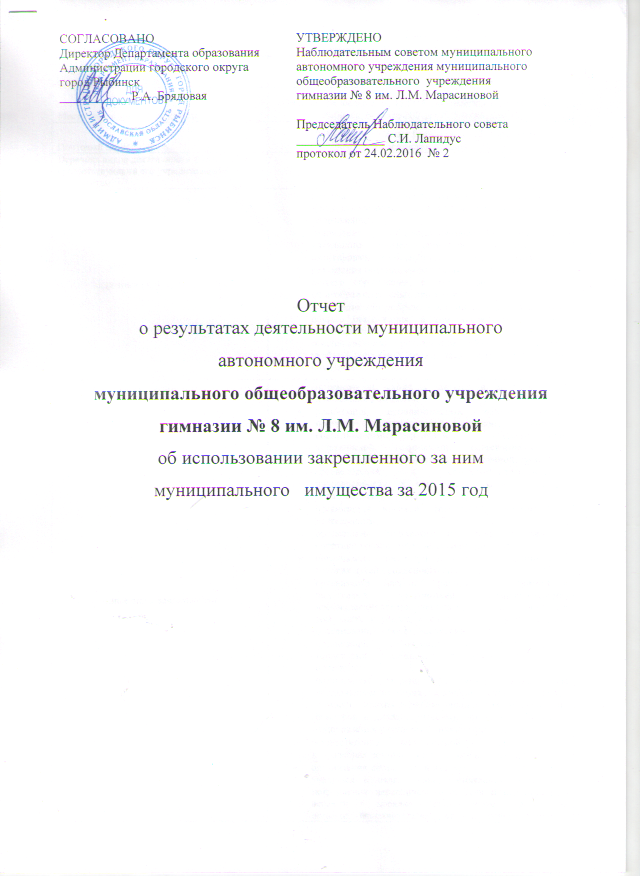 СОГЛАСОВАНО
Директор Департамента образования
Администрации городского округа
город Рыбинск
Р.А. Брядовая
УТВЕРЖДЕНО
Наблюдательным советом муниципального
автономного учреждения муниципального
общеобразовательного учреждения
гимназии № 8 им. Л.М. Марасиновой
Председатель Наблюдательного совета
С.И. Лапидус
протокол от 24.02.2016 № 2
Отчет
о результатах деятельности муниципального
автономного учреждения
муниципального общеобразовательного учреждения
гимназии № 8 им. Л.М. Марасиновой
об использовании закрепленного за ним
муниципального имущества за 2015 год